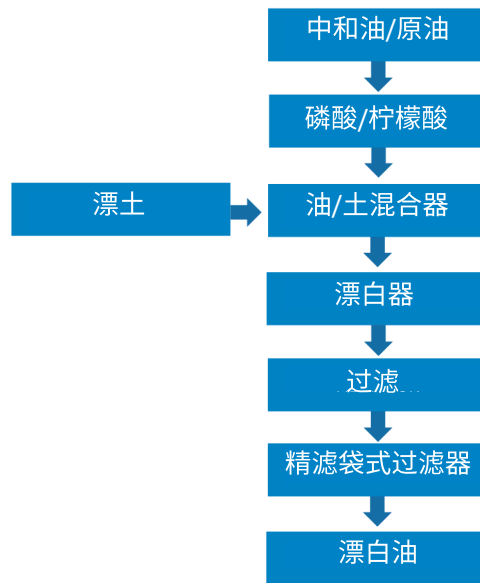 中和油/原油
磷酸/柠檬酸
漂土
油/土混合器
漂白器
过滤
精滤袋式过滤器
漂白油